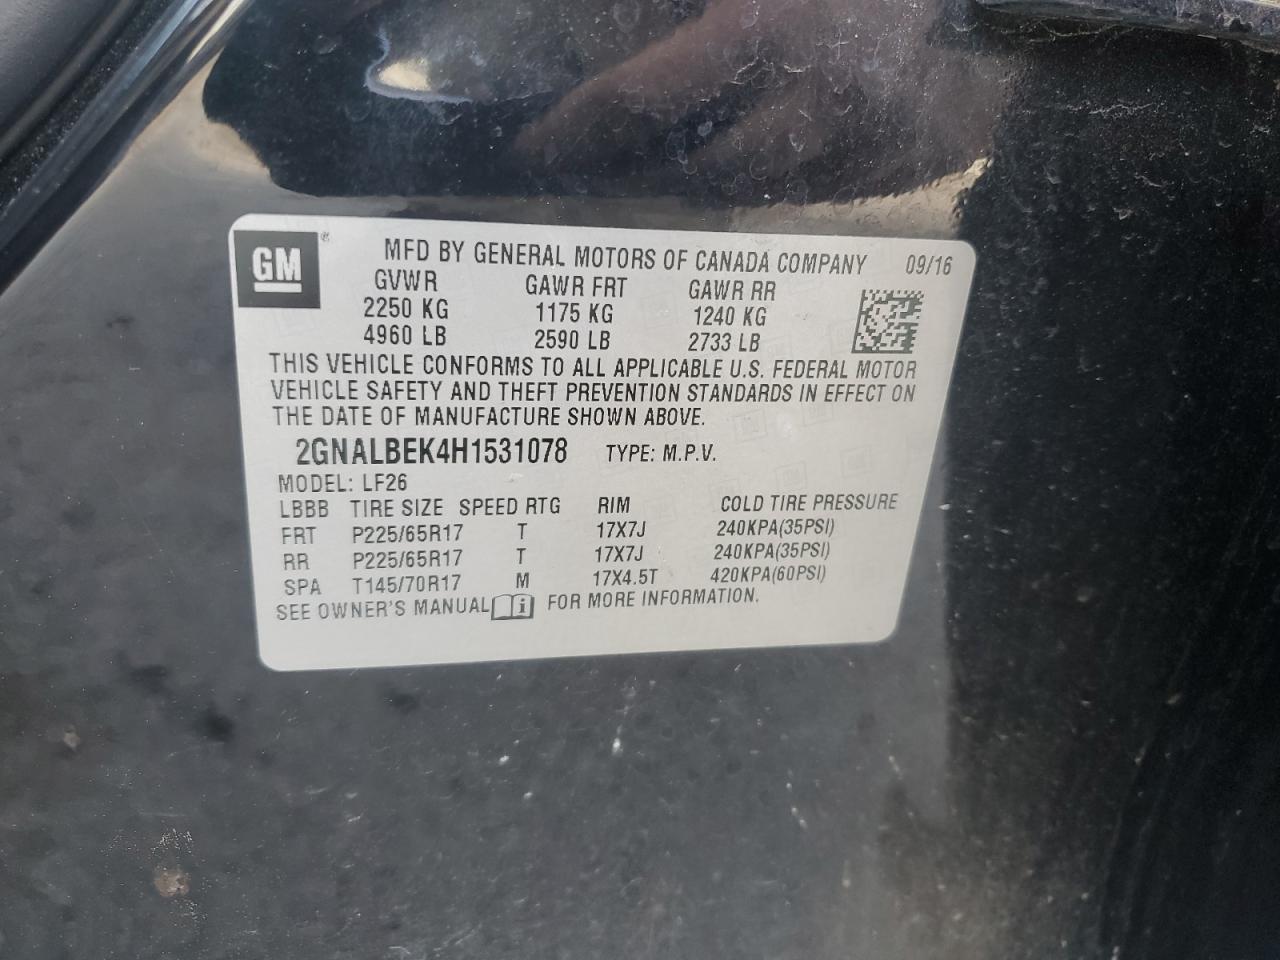 GM ® MFD BY GENERAL MOTORS OF CANADA COMPANY 09/16
GVWR GAWR FRT GAWR RR
2250 KG 1175 KG 1240 KG
4960 LB 2590 LB 2733 LB
THIS VEHICLE CONFORMS TO ALL APPLICABLE U.S. FEDERAL MOTOR
VEHICLE SAFETY AND THEFT PREVENTION STANDARDS IN EFFECT ON
THE DATE OF MANUFACTURE SHOWN ABOVE.
2GNALBEK4H1531078 TYPE: M.P.V.
MODEL: LF26
LBBB TIRE SIZE SPEED RTG RIM COLD TIRE PRESSURE
FRT P225/65R17 T 17X7J 240KPA(35PSI)
RR P225/65R17 T 17X7J 240KPA(35PSI)
SPA T145/70R17 M 17X4.5T 420KPA(60PSI)
SEE OWNER'S MANUAL i FOR MORE INFORMATION.